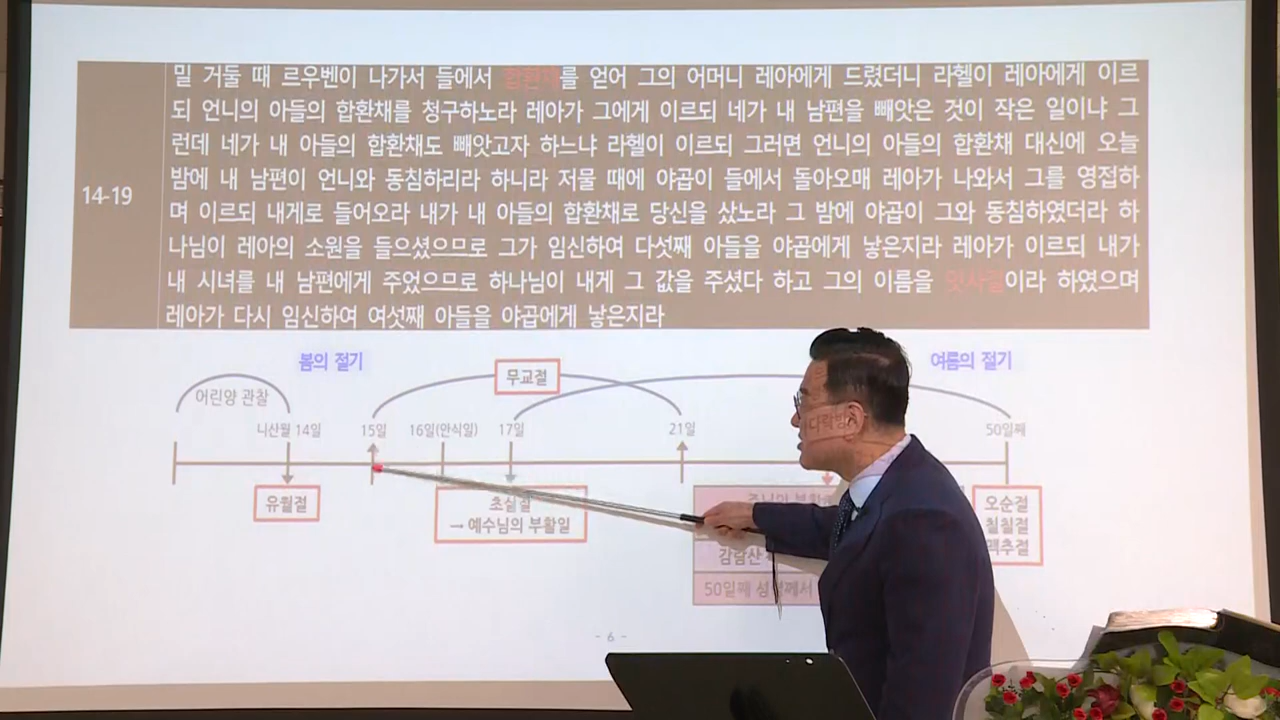 밀 거둘 때 르우벤이 나가서 들에서 합환채를 얻어 그의 어머니 레아에게 드렸더니 라헬이 레아에게 이르
되 언니의 아들의 합환채를 청구하노라 레아가 그에게 이르되 네가 내 남편을 빼앗은 것이 작은 일이냐 그
런데 네가 내 아들의 합환채도 빼앗고자 하느냐 라헬이 이르되 그러면 언니의 아들의 합환채 대신에 오늘
14-19
밤에 내 남편이 언니와 동침하리라 하니라 저물 때에 야곱이 들에서 돌아오매 레아가 나와서 그를 영접하
며 이르되 내게로 들어오라 내가 내 아들의 합환채로 당신을 샀노라 그 밤에 야곱이 그와 동침하였더라 하
나님이 레아의 소원을 들으셨으므로 그가 임신하여 다섯째 아들을 야곱에게 낳은지라 레아가 이르되 내가
내 시녀를 내 남편에게 주었으므로 하나님이 내게 그 값을 주셨다 하고 그의 이름을 잇사갈이라 하였으며
레아가 다시 임신하여 여섯째 아들을 야곱에게 낳은지라
봄의 절기
여름의 절기
무교절
어린양 관찰
니산월 14일
15일
16일(안식일)
17일
21일
50일째
유월절
초실절
→ 예수님의 부활일
오순절
칠칠절
맥추절
감람산
50일째
- 6 -